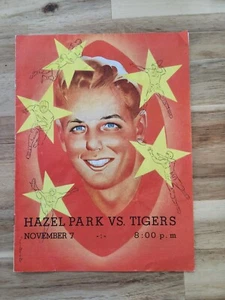 HAZEL PARK VS. TIGERS
NOVEMBER 7 8:00 p.m